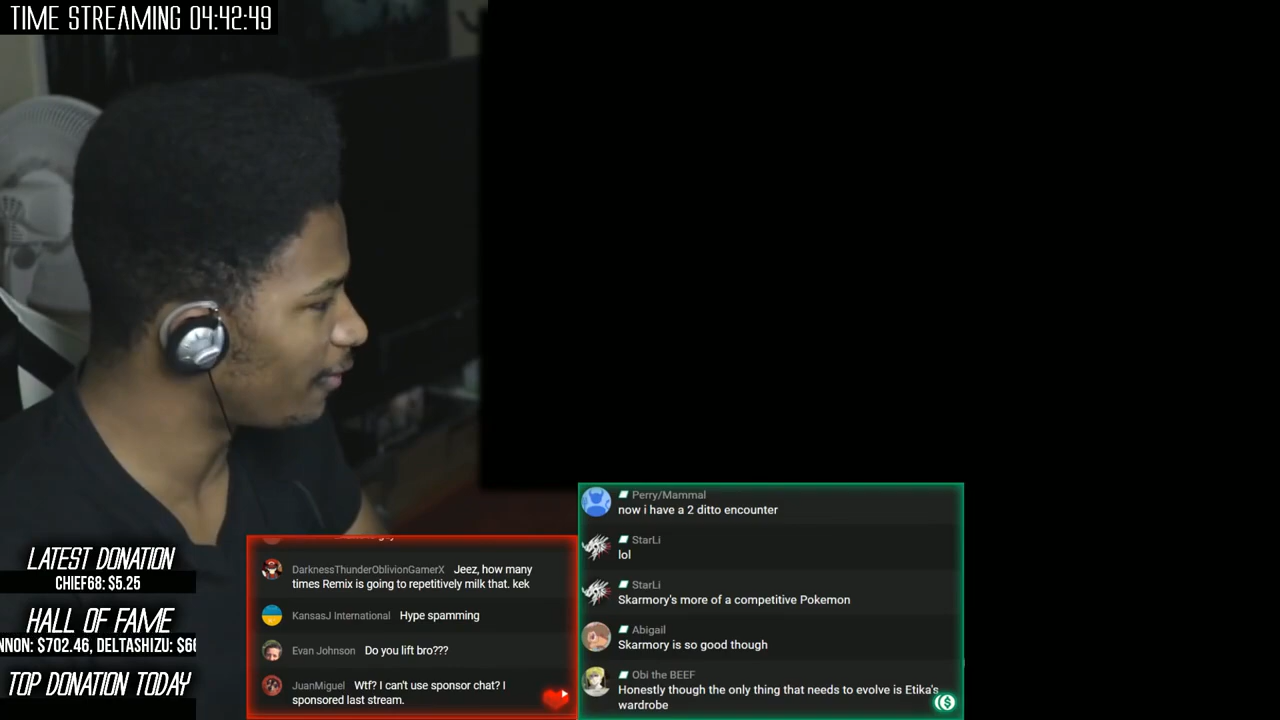 TIME STREAMING 04:42:49
LATEST DONATION
CHIEF68: $5.25
HALL OF FAME
NNON: $702.46, DELTASHIZU: $6
TOP DONATION TODAY
DarknessThunderOblivionGamerX Jeez, how many
times Remix is going to repetitively milk that. kek
KansasJ International Hype spamming
Evan Johnson Do you lift bro???
JuanMiguel Wtf? I can't use sponsor chat? I
sponsored last stream.
Perry/Mammal
now i have a 2 ditto encounter
StarLi
lol
StarLi
Skarmory's more of a competitive Pokemon
Abigail
Skarmory is so good though
Obi the BEEF
Honestly though the only thing that needs to evolve is Etika's
wardrobe